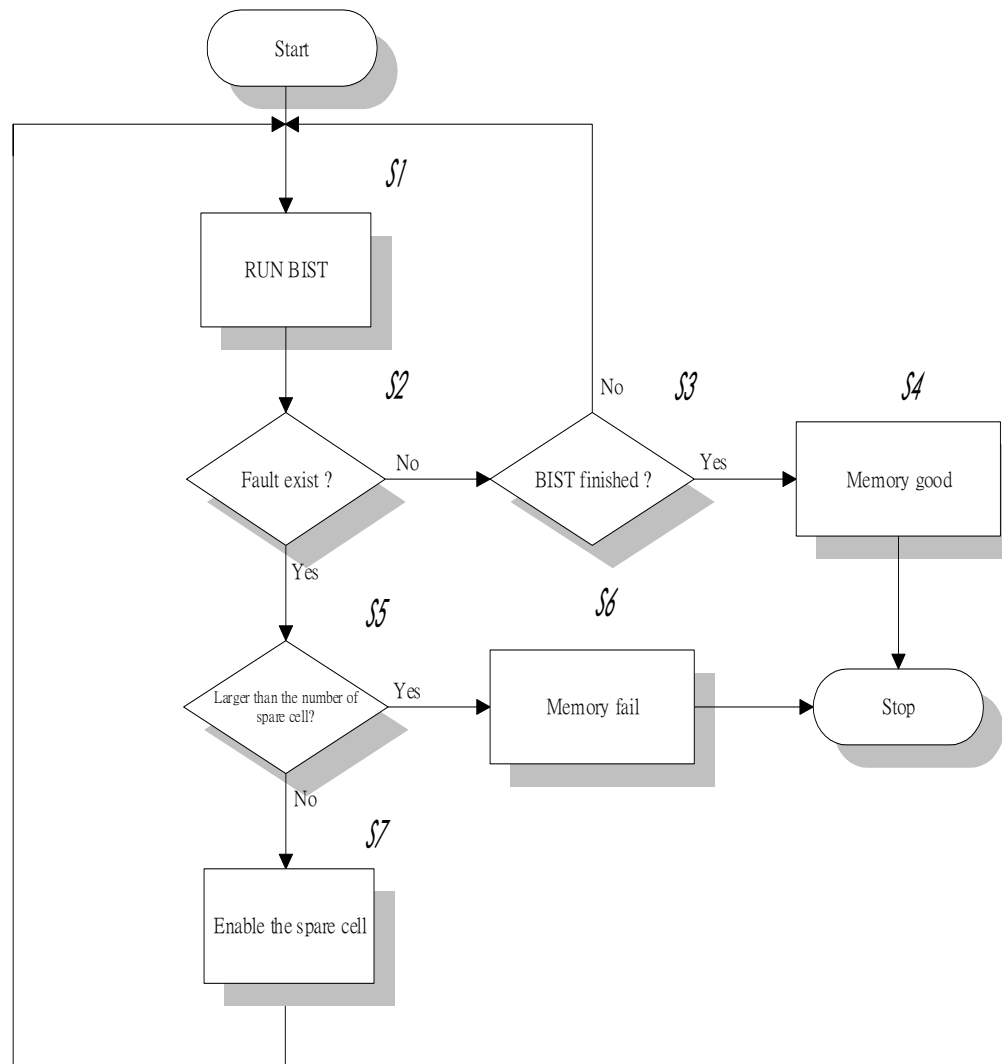 Start
S1
RUN BIST
S2
No
S3
S4
Fault exist ?
No
BIST finished ?
Yes
Memory good
Yes
S5
S6
Larger than the number of
spare cell?
Yes
Memory fail
Stop
No
S7
Enable the spare cell